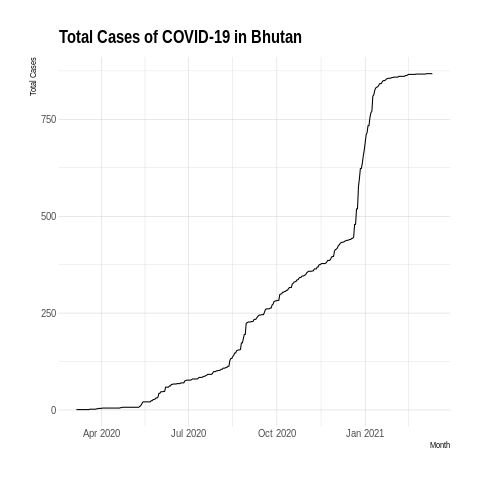 Total Cases of COVID-19 in Bhutan
Total Cases
750
500
250
0
Apr 2020 Jul 2020 Oct 2020 Jan 2021
Month